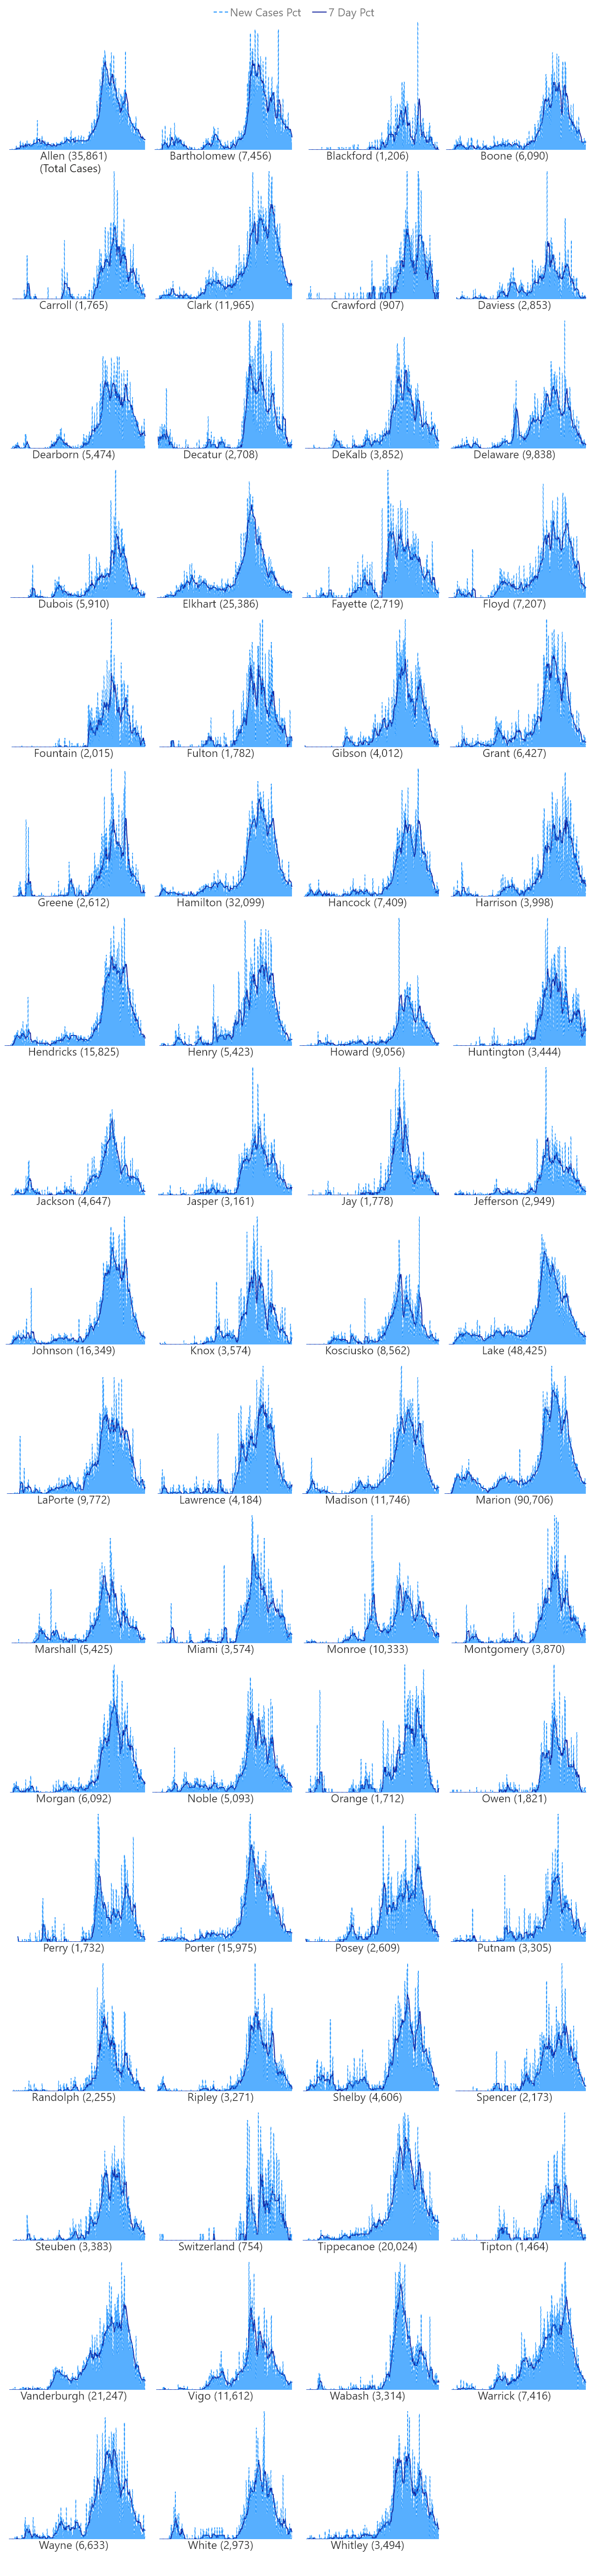 New Cases Pct 7 Day Pct
Allen (35,861) Bartholomew (7,456) Blackford (1,206) Boone (6,090)
(Total Cases)
Carroll (1,765) Clark (11,965) Crawford (907) Daviess (2,853)
Dearborn (5,474) Decatur (2,708) DeKalb (3,852) Delaware (9,838)
Dubois (5,910) Elkhart (25,386) Fayette (2,719) Floyd (7,207)
Fountain (2,015) Fulton (1,782) Gibson (4,012) Grant (6,427)
Greene (2,612) Hamilton (32,099) Hancock (7,409) Harrison (3,998)
Hendricks (15,825) Henry (5,423) Howard (9,056) Huntington (3,444)
Jackson (4,647) Jasper (3,161) Jay (1,778) Jefferson (2,949)
Johnson (16,349) Knox (3,574) Kosciusko (8,562) Lake (48,425)
LaPorte (9,772) Lawrence (4,184) Madison (11,746) Marion (90,706)
Marshall (5,425) Miami (3,574) Monroe (10,333) Montgomery (3,870)
Morgan (6,092) Noble (5,093) Orange (1,712) Owen (1,821)
Perry (1,732) Porter (15,975) Posey (2,609) Putnam (3,305)
Randolph (2,255) Ripley (3,271) Shelby (4,606) Spencer (2,173)
Steuben (3,383) Switzerland (754) Tippecanoe (20,024) Tipton (1,464)
Vanderburgh (21,247) Vigo (11,612) Wabash (3,314) Warrick (7,416)
Wayne (6,633) White (2,973) Whitley (3,494)